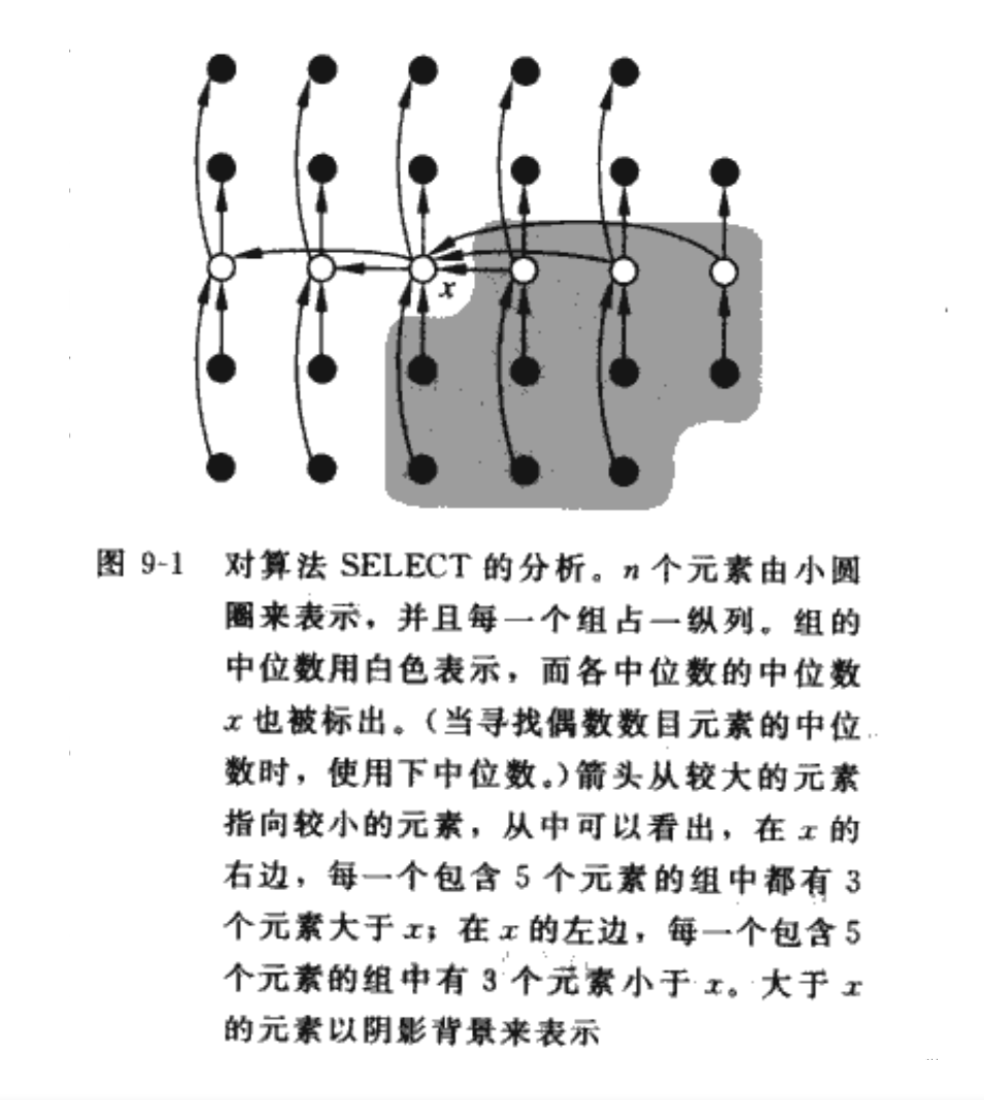 x
图 9-1 对算法 SELECT 的分析。n 个元素由小圆
圈来表示，并且每一个组占一纵列。组的
中位数用白色表示，而各中位数的中位数
x 也被标出。（当寻找偶数数目元素的中位
数时，使用下中位数。）箭头从较大的元素
指向较小的元素，从中可以看出，在 x 的
右边，每一个包含 5 个元素的组中都有 3
个元素大于 x；在 x 的左边，每一个包含 5
个元素的组中有 3 个元素小于 x。大于 x
的元素以阴影背景来表示